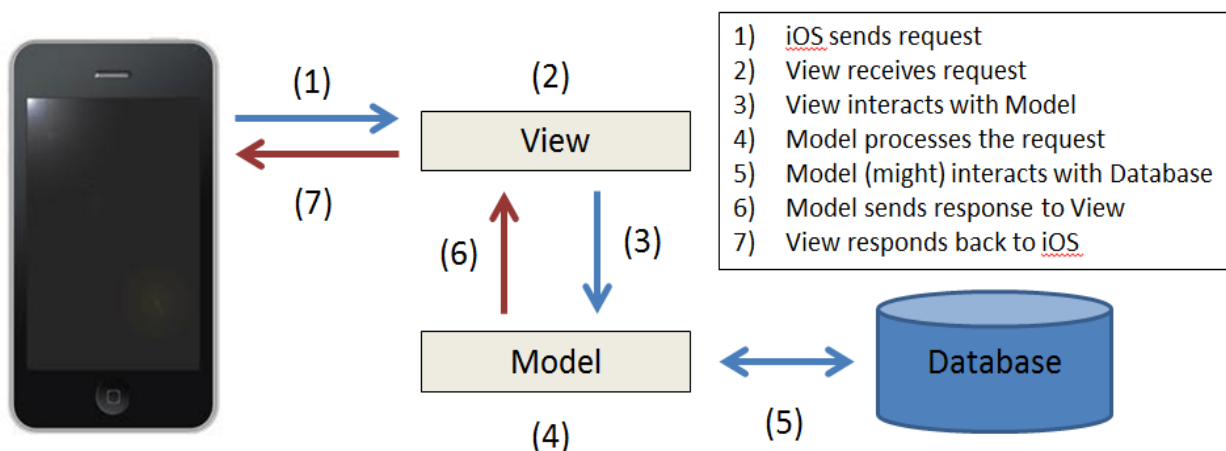 (1)
(2)
View
(7)
(6)
(3)
Model
(4)
(5)
Database
1) iOS sends request
2) View receives request
3) View interacts with Model
4) Model processes the request
5) Model (might) interacts with Database
6) Model sends response to View
7) View responds back to iOS